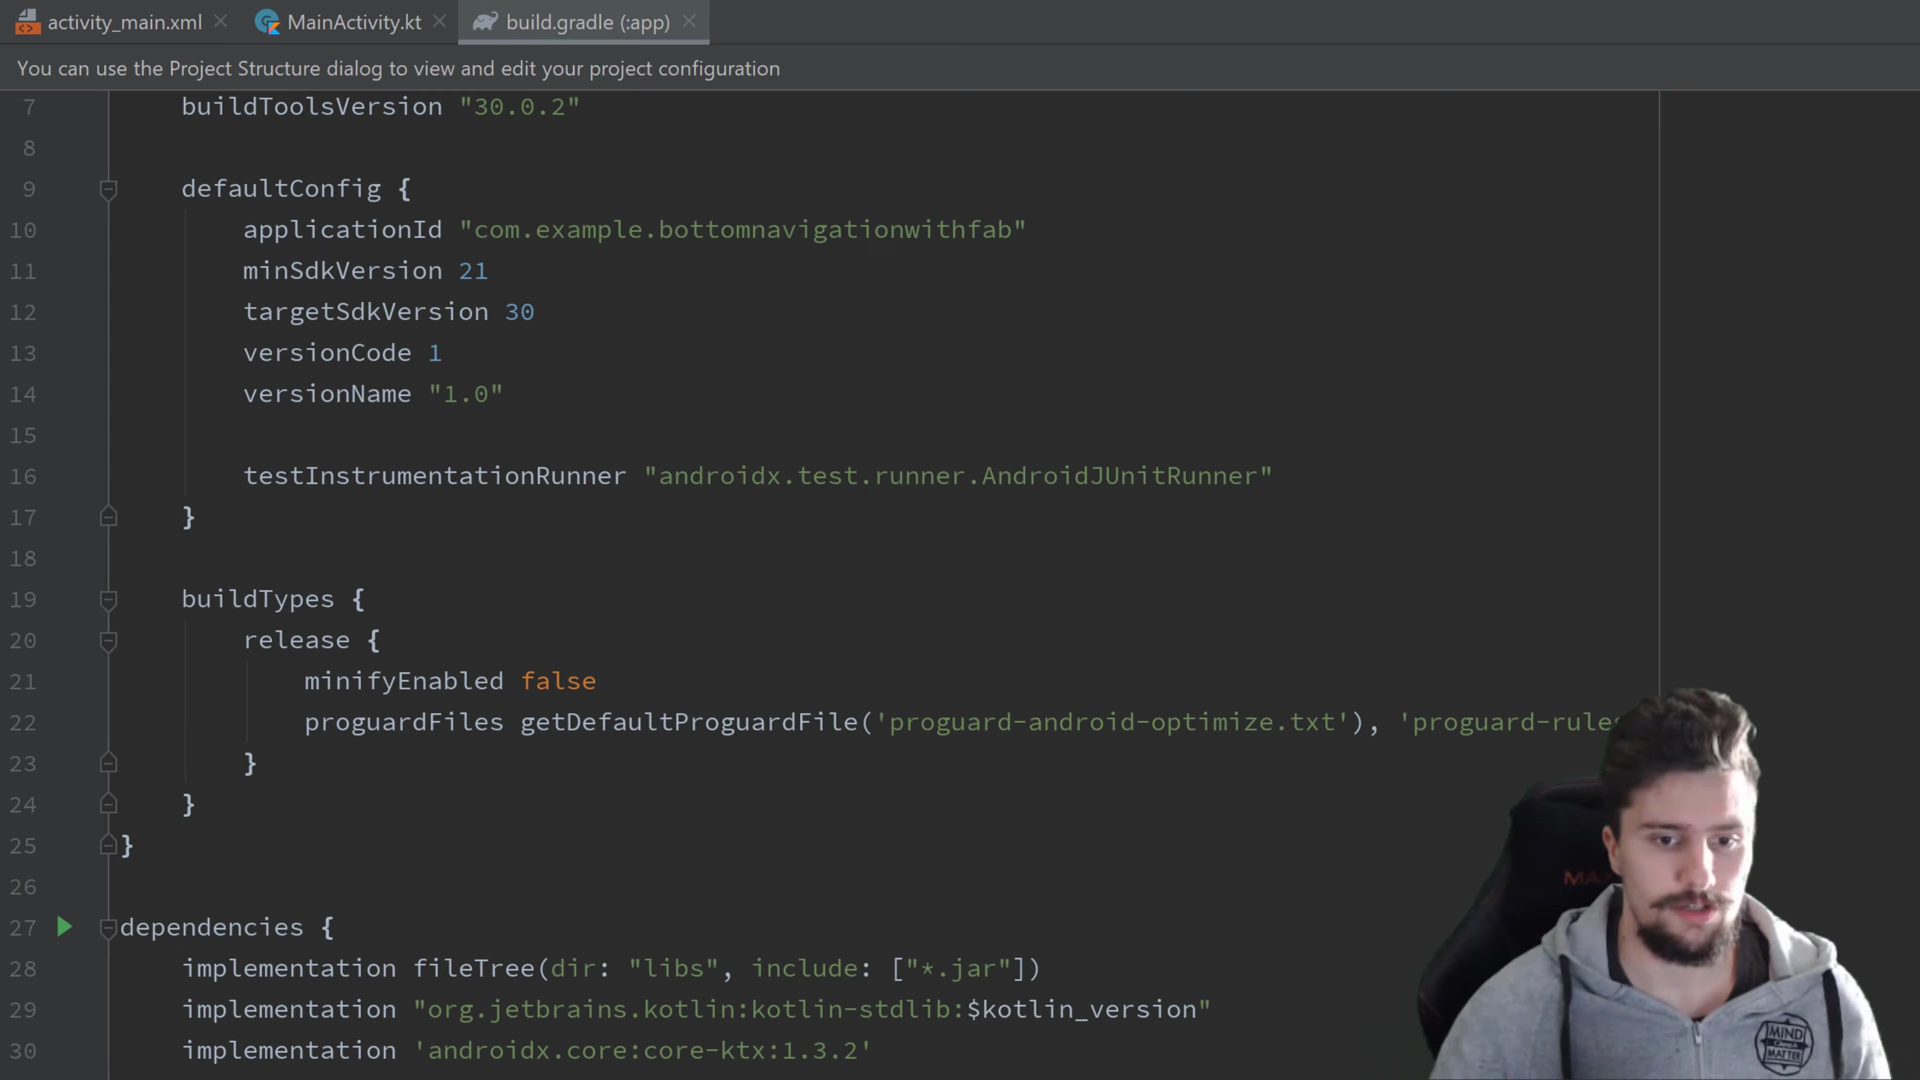 activity_main.xml
MainActivity.kt
build.gradle (:app)
You can use the Project Structure dialog to view and edit your project configuration
7 buildToolsVersion "30.0.2"
8
9 defaultConfig {
10 applicationId "com.example.bottomnavigationwithfab"
11 minSdkVersion 21
12 targetSdkVersion 30
13 versionCode 1
14 versionName "1.0"
15
16 testInstrumentationRunner "androidx.test.runner.AndroidJUnitRunner"
17 }
18
19 buildTypes {
20 release {
21 minifyEnabled false
22 proguardFiles getDefaultProguardFile('proguard-android-optimize.txt'), 'proguard-rules
23 }
24 }
25 }
26
27 dependencies {
28 implementation fileTree(dir: "libs", include: ["*.jar"])
29 implementation "org.jetbrains.kotlin:kotlin-stdlib:$kotlin_version"
30 implementation 'androidx.core:core-ktx:1.3.2'
MIND
MATTER